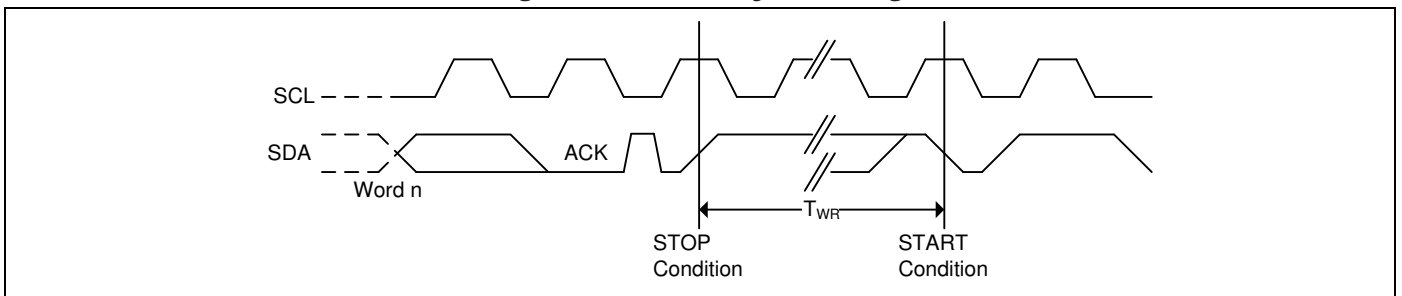 SCL
SDA
ACK
Word n
TWR
STOP
Condition
START
Condition